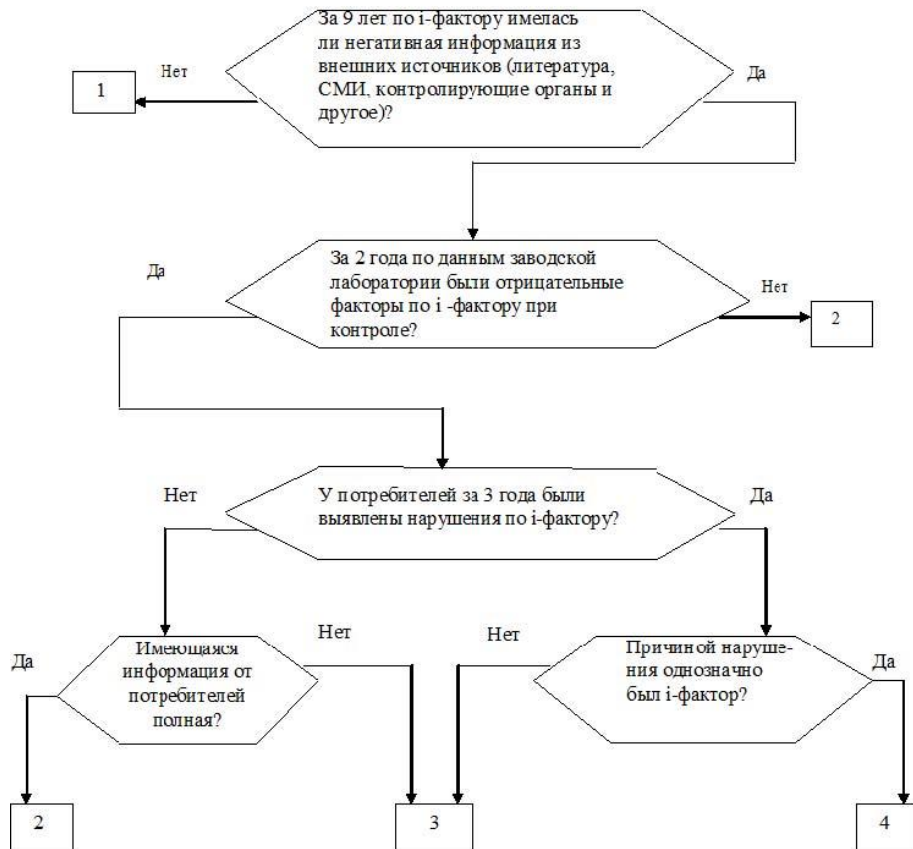 За 9 лет по i-фактору имелась
ли негативная информация из
внешних источников (литература,
СМИ, контролирующие органы и
другое)?
Нет
Да
1
За 2 года по данным заводской
лаборатории были отрицательные
факторы по i -фактору при
контроле?
Да
Нет
2
У потребителей за 3 года были
выявлены нарушения по i-фактору?
Нет
Да
Имеющаяся
информация от
потребителей
полная?
Да
Нет
Причиной наруше-
ния однозначно
был i-фактор?
Нет
Да
2
3
4